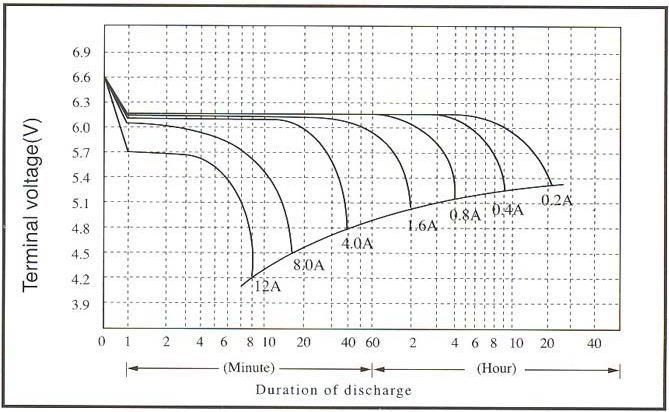 Terminal voltage(V)
6.9
6.6
6.3
6.0
5.7
5.4
5.1
4.8
4.5
4.2
3.9
12A
8.0A
4.0A
1.6A
0.8A
0.4A
0.2A
0 1 2 4 6 8 10 20 40 60 2 4 6 8 10 20 40
(Minute) (Hour)
Duration of discharge